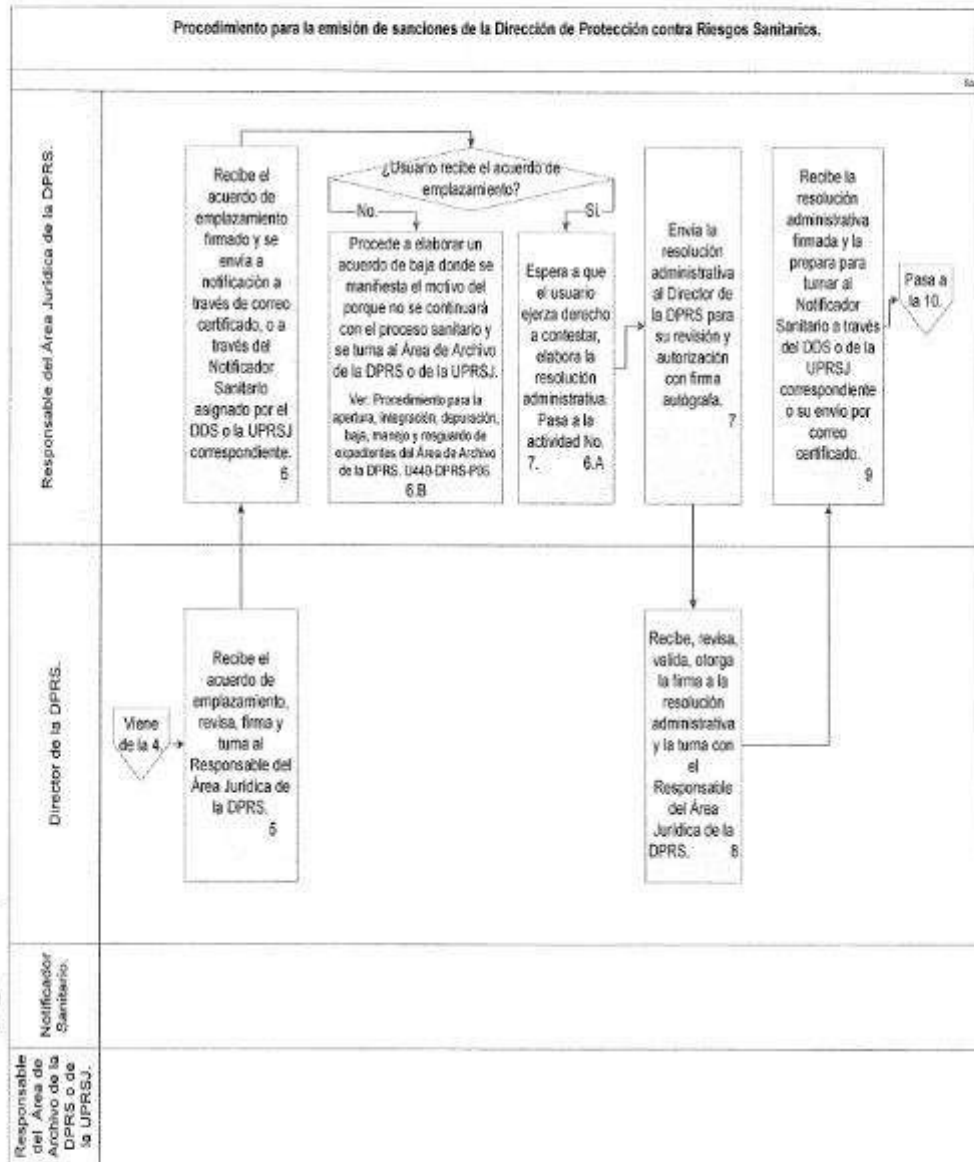 Procedimiento para la emisión de sanciones de la Dirección de Protección contra Riesgos Sanitarios.
Responsable del Área Jurídica de la DPRS.
Recibe el
acuerdo de
emplazamiento
firmado y se
envía a
notificación a
través de correo
certificado, o a
través del
Notificador
Sanitario
asignado por el
DDS o la UPRSJ
correspondiente.
6
¿Usuario recibe el acuerdo de
emplazamiento?
No.
Si.
Procede a elaborar un
acuerdo de baja donde se
manifiesta el motivo del
porque no se continuará
con el proceso sanitario y
se turna al Área de Archivo
de la DPRS o de la UPRSJ.
Ver: Procedimiento para la
apertura, integración, depuración,
baja, manejo y resguardo de
expedientes del Área de Archivo
de la DPRS. U440-DPRS-P06
6.B
Espera a que
el usuario
ejerza derecho
a contestar,
elabora la
resolución
administrativa.
Pasa a la
actividad No.
7. 6.A
Envía la
resolución
administrativa
al Director de
la DPRS para
su revisión y
autorización
con firma
autógrafa.
7
Recibe la
resolución
administrativa
firmada y la
prepara para
turnar al
Notificador
Sanitario a través
del DDS o de la
UPRSJ
correspondiente
o su envío por
correo
certificado.
9
Pasa a
la 10.
Director de la DPRS.
Viene
de la 4.
Recibe el
acuerdo de
emplazamiento,
revisa, firma y
turna al
Responsable del
Área Jurídica de
la DPRS.
5
Recibe, revisa,
valida, otorga
la firma a la
resolución
administrativa
y la turna con
el
Responsable
del Área
Jurídica de la
DPRS. 8
Notificador
Sanitario.
Responsable
del Área de
Archivo de la
DPRS o de
la UPRSJ.